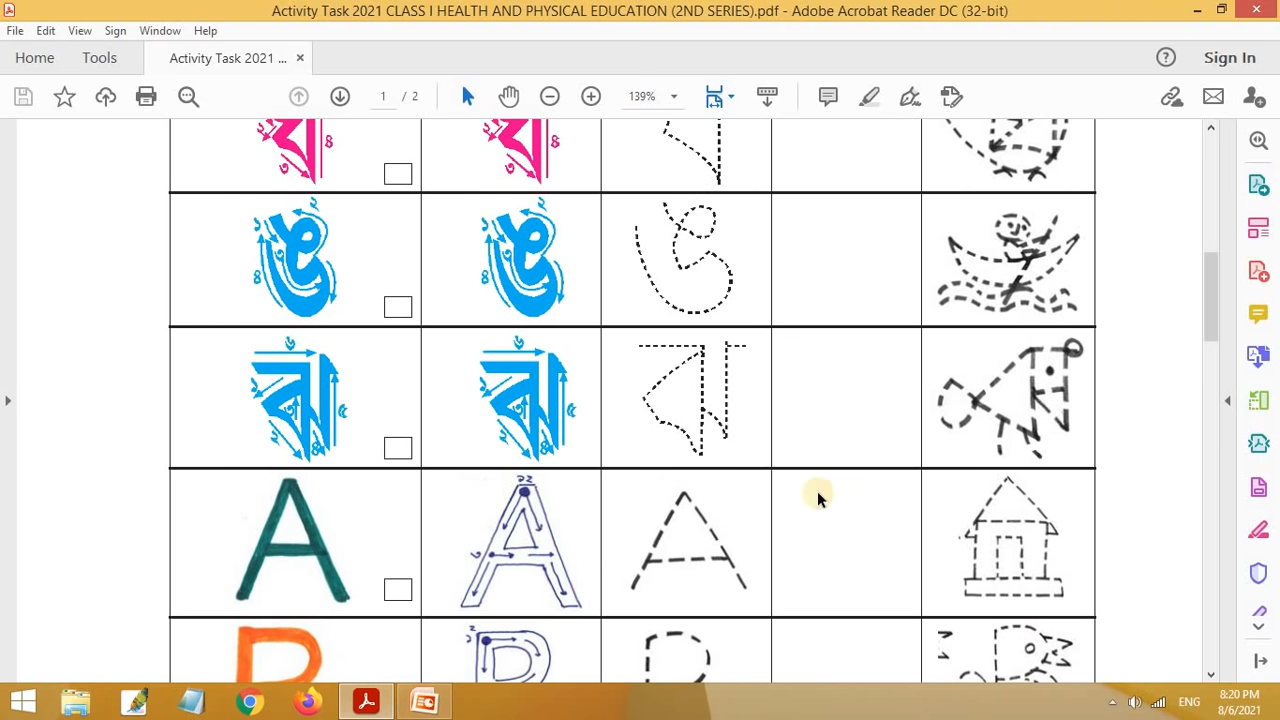 Activity Task 2021 CLASS I HEALTH AND PHYSICAL EDUCATION (2ND SERIES).pdf - Adobe Acrobat Reader DC (32-bit)
File Edit View Sign Window Help
Home Tools Activity Task 2021 ... × Sign In
1 / 2 139%
ঙ ঙ ঙ
ঝ ঝ ঝ
A A A
ENG 8:20 PM
8/6/2021